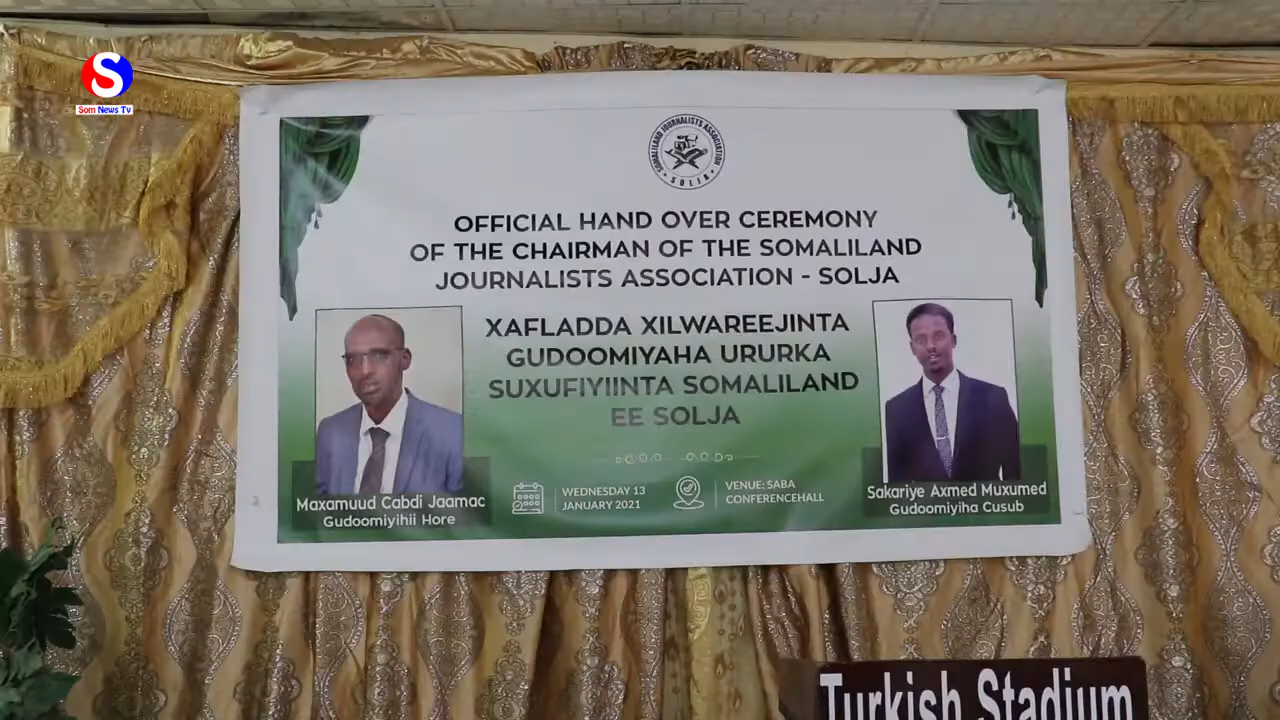 S
Som News Tv
SOMALILAND JOURNALISTS ASSOCIATION
SOLJA
OFFICIAL HAND OVER CEREMONY
OF THE CHAIRMAN OF THE SOMALILAND
JOURNALISTS ASSOCIATION - SOLJA
XAFLADDA XILWAREEJINTA
GUDOOMIYAHA URURKA
SUXUFIYIINTA SOMALILAND
EE SOLJA
Maxamuud Cabdi Jaamac
Gudoomiyihii Hore
WEDNESDAY 13
JANUARY 2021
VENUE: SABA
CONFERENCEHALL
Sakariye Axmed Muxumed
Gudoomiyiha Cusub
Turkish Stadium